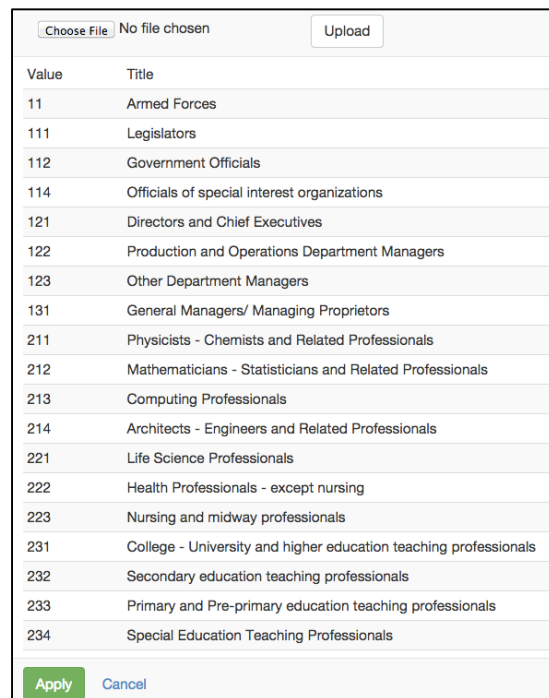 Choose File No file chosen Upload
Value Title
11 Armed Forces
111 Legislators
112 Government Officials
114 Officials of special interest organizations
121 Directors and Chief Executives
122 Production and Operations Department Managers
123 Other Department Managers
131 General Managers/ Managing Proprietors
211 Physicists - Chemists and Related Professionals
212 Mathematicians - Statisticians and Related Professionals
213 Computing Professionals
214 Architects - Engineers and Related Professionals
221 Life Science Professionals
222 Health Professionals - except nursing
223 Nursing and midway professionals
231 College - University and higher education teaching professionals
232 Secondary education teaching professionals
233 Primary and Pre-primary education teaching professionals
234 Special Education Teaching Professionals
Apply Cancel